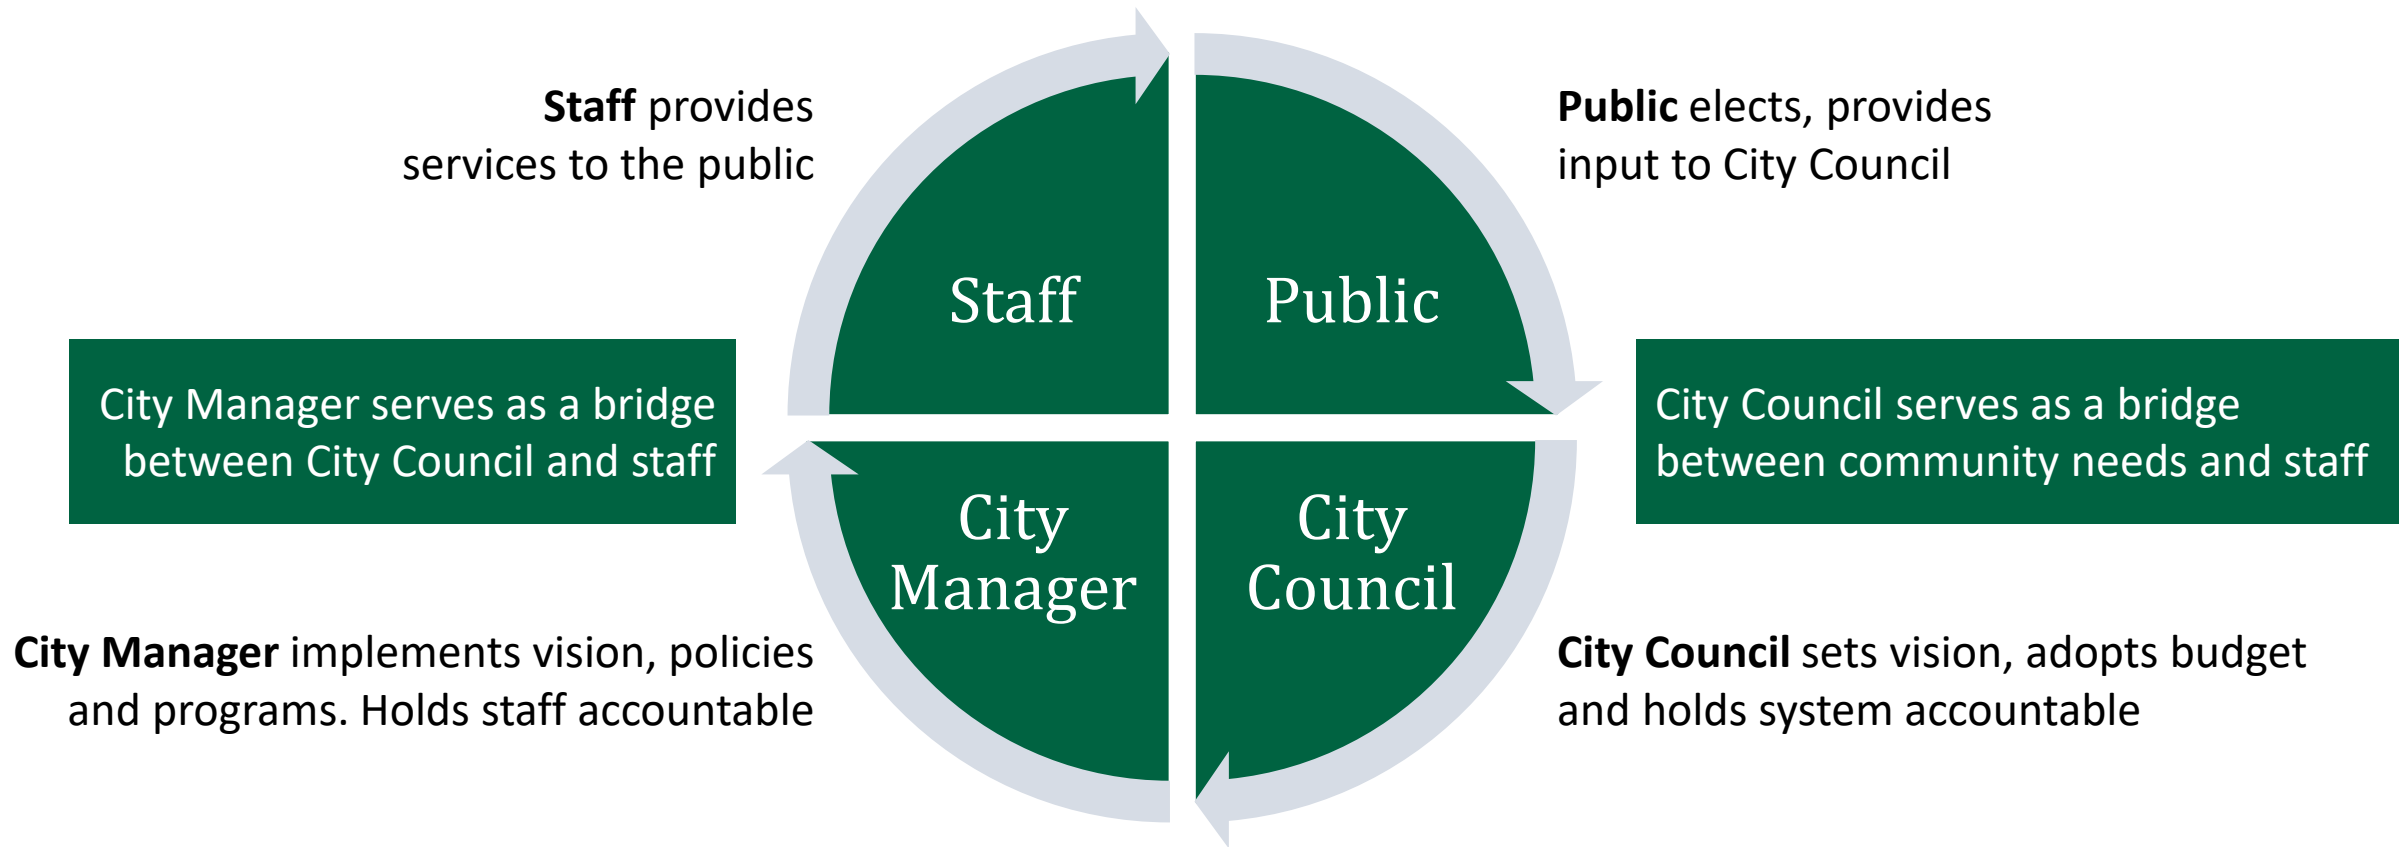 Staff provides
services to the public
Public elects, provides
input to City Council
Staff
Public
City Manager serves as a bridge
between City Council and staff
City Council serves as a bridge
between community needs and staff
City
Manager
City
Council
City Manager implements vision, policies
and programs. Holds staff accountable
City Council sets vision, adopts budget
and holds system accountable